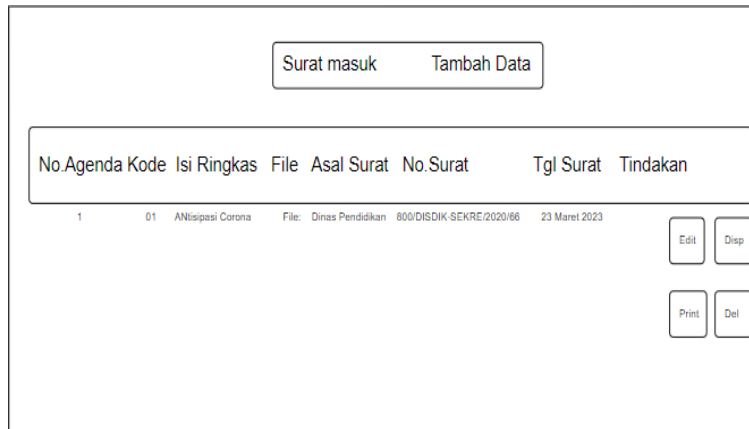 Surat masuk Tambah Data
No.Agenda Kode Isi Ringkas File Asal Surat No.Surat Tgl Surat Tindakan
1 01 ANtisipasi Corona File: Dinas Pendidikan 800/DISDIK-SEKRE/2020/66 23 Maret 2023
Edit Disp
Print Del